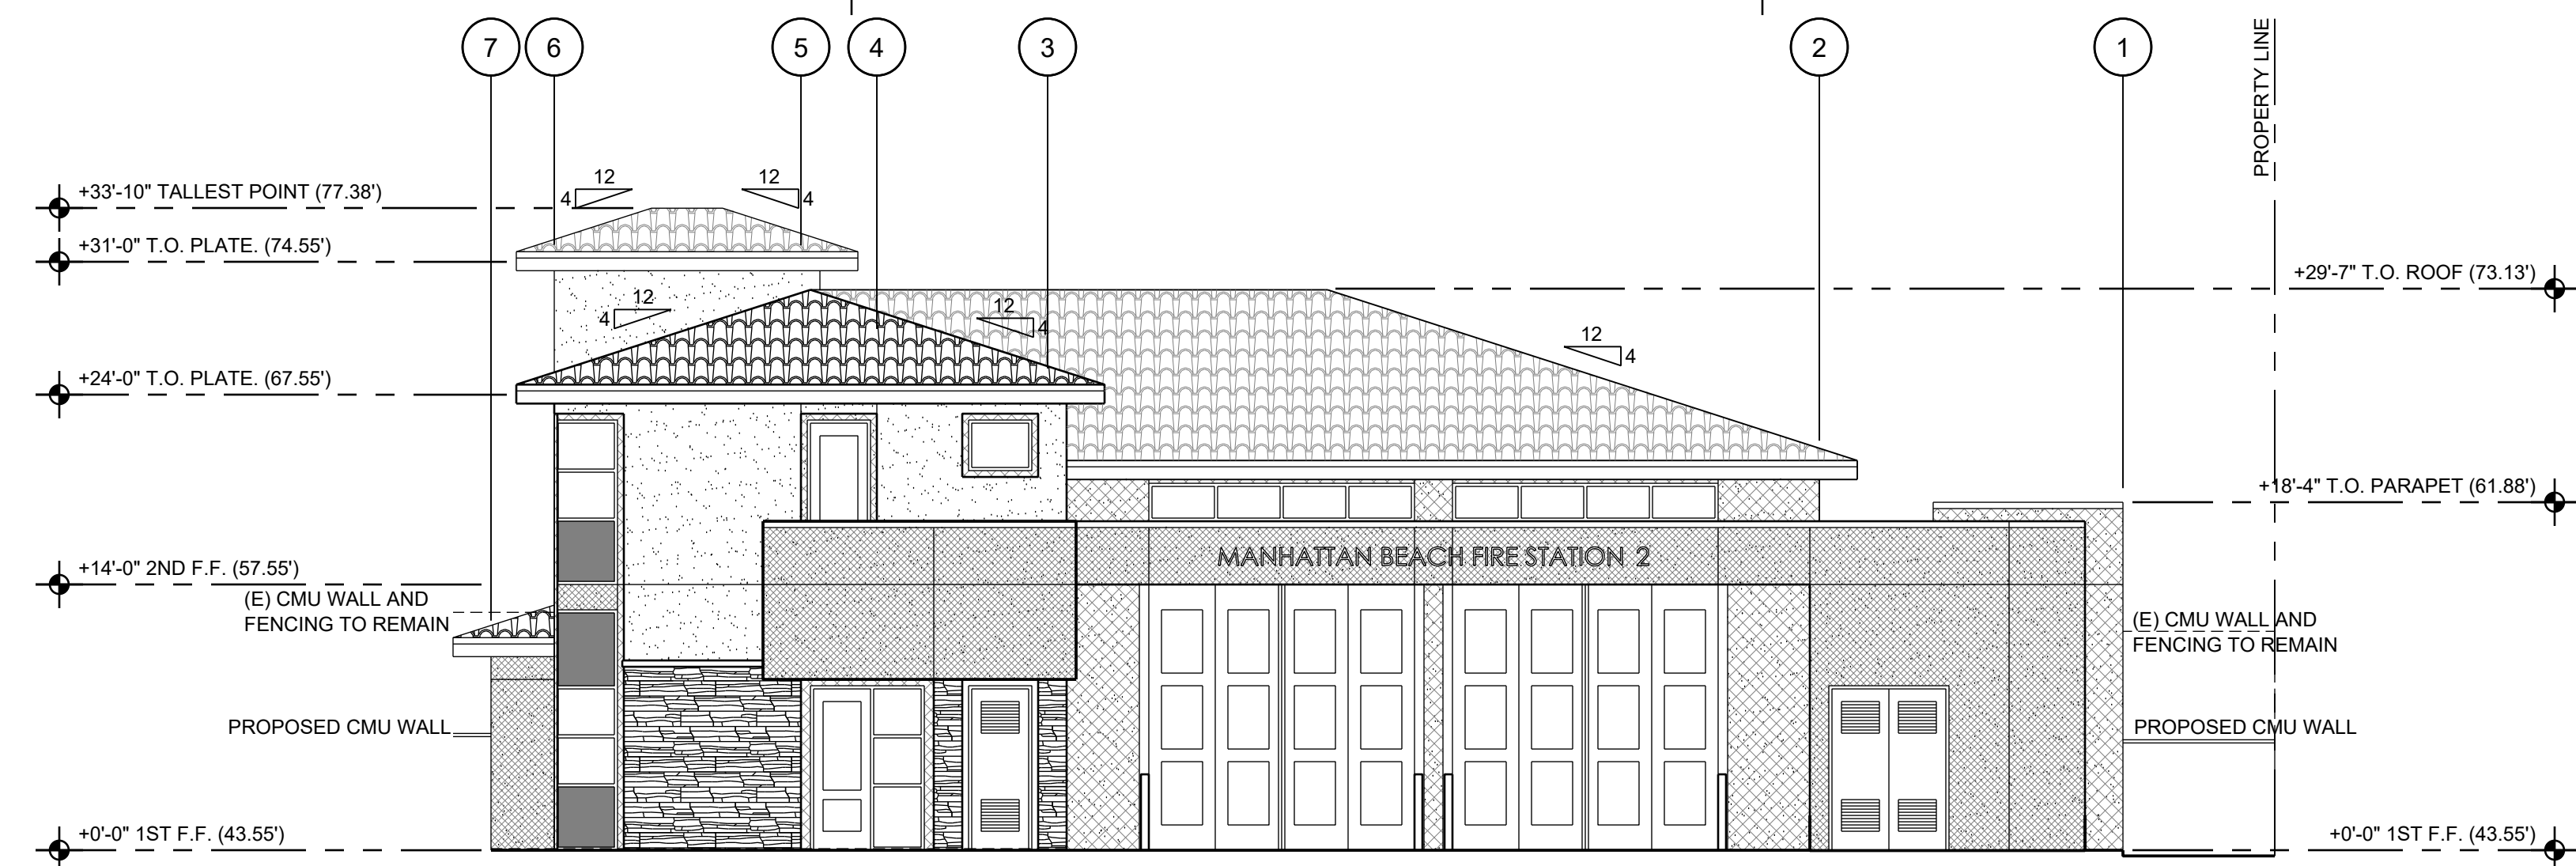 7
6
5
4
3
2
1
PROPERTY LINE
+33'-10" TALLEST POINT (77.38')
12
4
12
4
+31'-0" T.O. PLATE. (74.55')
+29'-7" T.O. ROOF (73.13')
12
4
12
4
12
4
+24'-0" T.O. PLATE. (67.55')
+18'-4" T.O. PARAPET (61.88')
MANHATTAN BEACH FIRE STATION 2
+14'-0" 2ND F.F. (57.55')
(E) CMU WALL AND
FENCING TO REMAIN
(E) CMU WALL AND
FENCING TO REMAIN
PROPOSED CMU WALL
PROPOSED CMU WALL
+0'-0" 1ST F.F. (43.55')
+0'-0" 1ST F.F. (43.55')